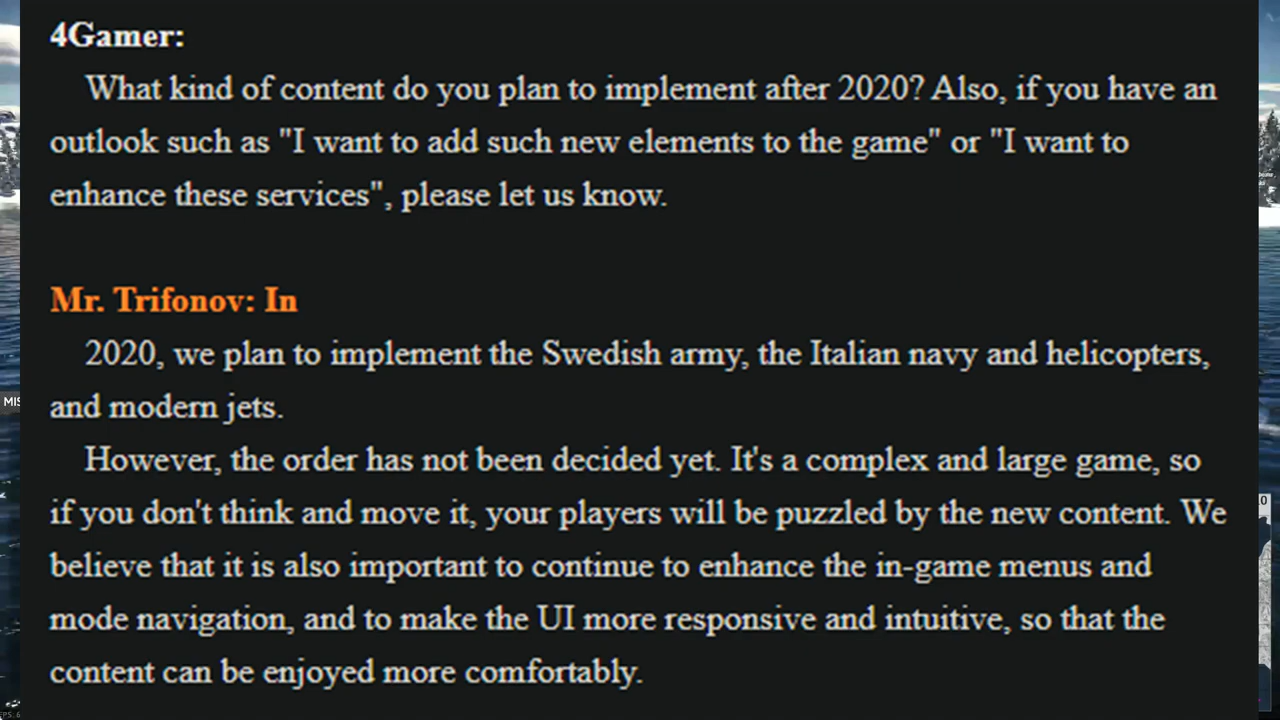 4Gamer:
What kind of content do you plan to implement after 2020? Also, if you have an
outlook such as "I want to add such new elements to the game" or "I want to
enhance these services", please let us know.
Mr. Trifonov: In
2020, we plan to implement the Swedish army, the Italian navy and helicopters,
and modern jets.
However, the order has not been decided yet. It's a complex and large game, so
if you don't think and move it, your players will be puzzled by the new content. We
believe that it is also important to continue to enhance the in-game menus and
mode navigation, and to make the UI more responsive and intuitive, so that the
content can be enjoyed more comfortably.